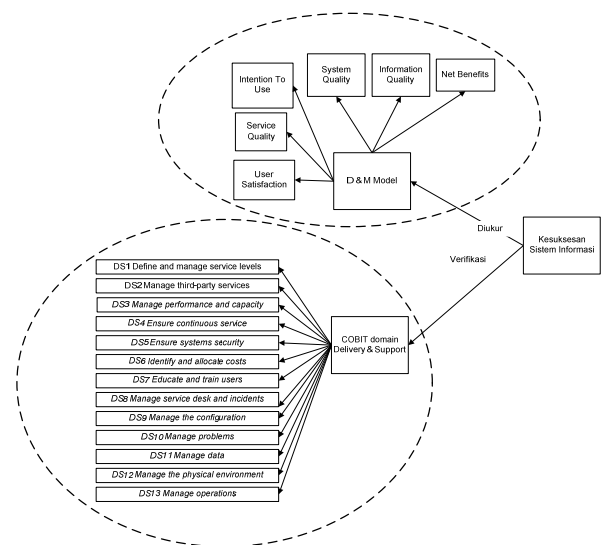 System
Quality
Information
Quality
Net Benefits
Intention To
Use
Service
Quality
User
Satisfaction
D & M Model
Diukur
Kesuksesan
Sistem Informasi
Verifikasi
DS1 Define and manage service levels
DS2 Manage third-party services
DS3 Manage performance and capacity
DS4 Ensure continuous service
DS5 Ensure systems security
DS6 Identify and allocate costs
DS7 Educate and train users
DS8 Manage service desk and incidents
DS9 Manage the configuration
DS10 Manage problems
DS11 Manage data
DS12 Manage the physical environment
DS13 Manage operations
COBIT domain
Delivery & Support